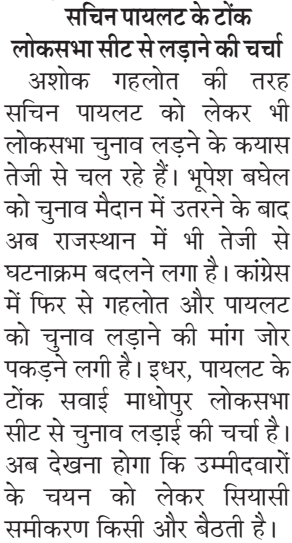 सचिन पायलट के टोंक
लोकसभा सीट से लड़ाने की चर्चा
अशोक गहलोत की तरह
सचिन पायलट को लेकर भी
लोकसभा चुनाव लड़ने के कयास
तेजी से चल रहे हैं। भूपेश बघेल
को चुनाव मैदान में उतरने के बाद
अब राजस्थान में भी तेजी से
घटनाक्रम बदलने लगा है। कांग्रेस
में फिर से गहलोत और पायलट
को चुनाव लड़ाने की मांग जोर
पकड़ने लगी है। इधर, पायलट के
टोंक सवाई माधोपुर लोकसभा
सीट से चुनाव लड़ाई की चर्चा है।
अब देखना होगा कि उम्मीदवारों
के चयन को लेकर सियासी
समीकरण किसी और बैठती है।